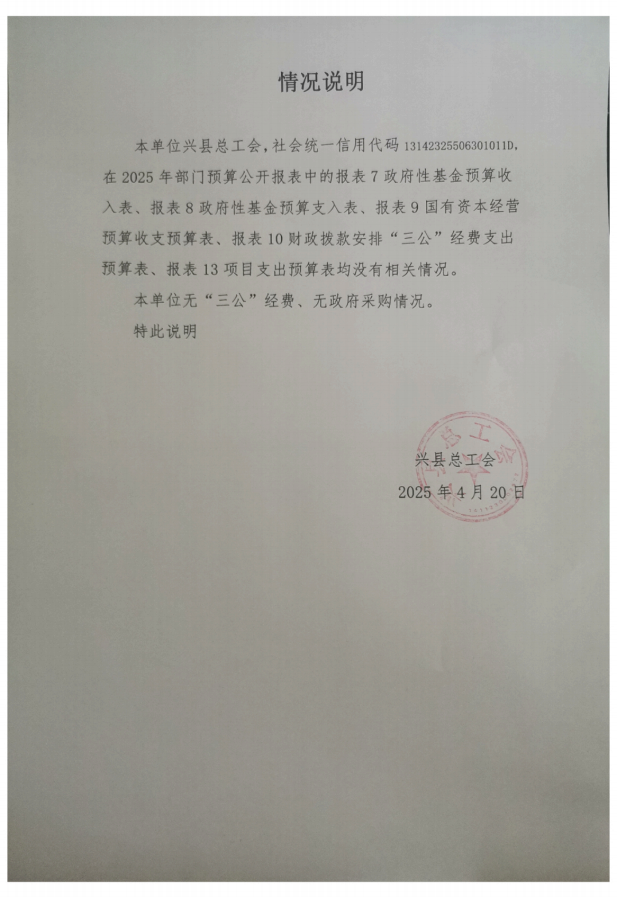 情况说明
本单位兴县总工会,社会统一信用代码 13142325506301011D,
在 2025 年部门预算公开报表中的报表 7 政府性基金预算收
入表、报表 8 政府性基金预算支入表、报表 9 国有资本经营
预算收支预算表、报表 10 财政拨款安排“三公”经费支出
预算表、报表 13 项目支出预算表均没有相关情况。
本单位无“三公”经费、无政府采购情况。
特此说明
总工会
兴县总工会
2025 年 4 月 20 日